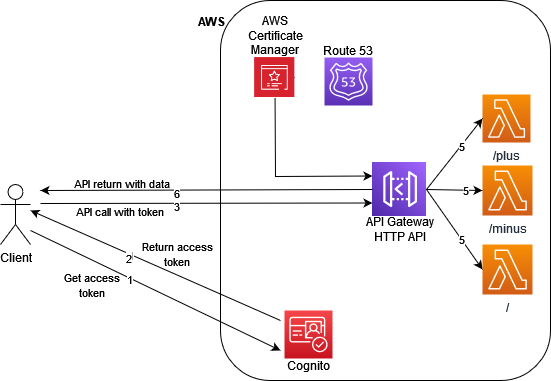 AWS
AWS
Certificate
Manager
Route 53
53
5
/plus
API return with data
6
5
API call with token
3
API Gateway
HTTP API
/minus
5
Client
2
Return access
token
Get access
token
1
/
Cognito